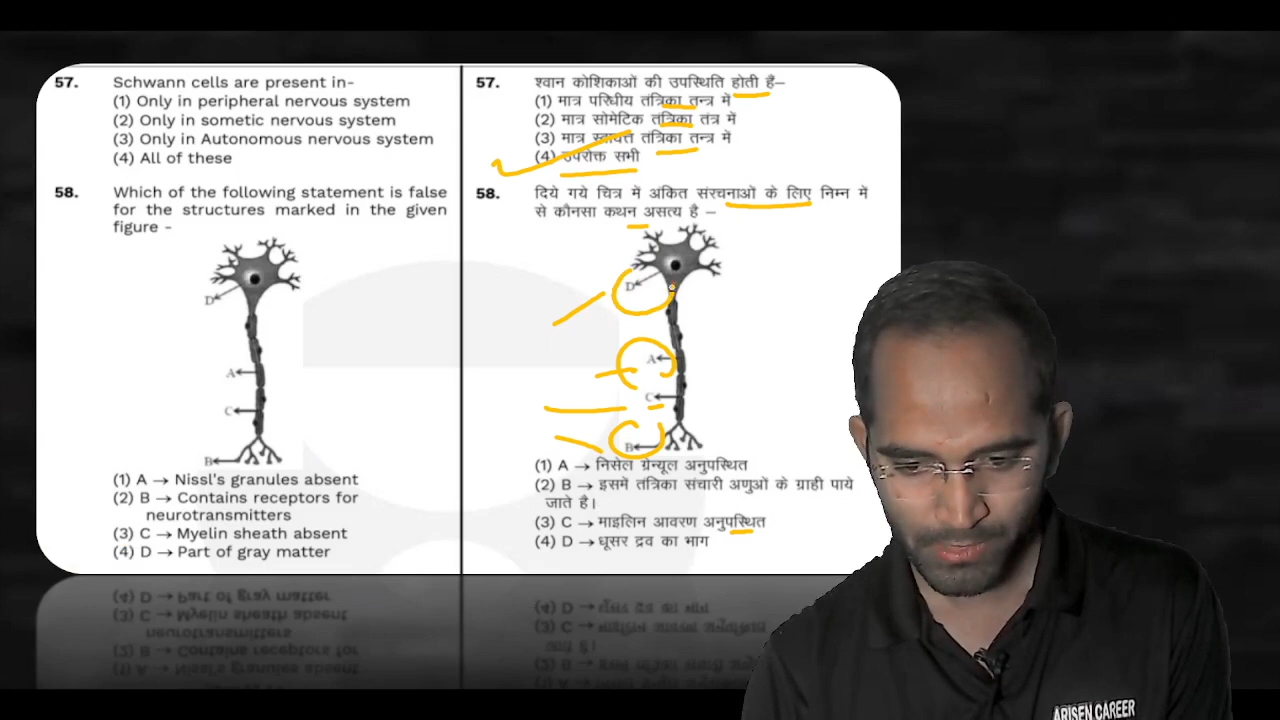 57. Schwann cells are present in-
(1) Only in peripheral nervous system
(2) Only in sometic nervous system
(3) Only in Autonomous nervous system
(4) All of these
58. Which of the following statement is false
for the structures marked in the given
figure -
D
A
C
B
(1) A → Nissl's granules absent
(2) B → Contains receptors for
neurotransmitters
(3) C → Myelin sheath absent
(4) D → Part of gray matter
57. श्वान कोशिकाओं की उपस्थिति होती है–
(1) मात्र परिधीय तंत्रिका तन्त्र में
(2) मात्र सोमेटिक तंत्रिका तंत्र में
(3) मात्र स्वायत्त तंत्रिका तन्त्र में
(4) उपरोक्त सभी
58. दिये गये चित्र में अंकित संरचनाओं के लिए निम्न में
से कौनसा कथन असत्य है –
D
A
C
B
(1) A → निसेल ग्रेन्यूल अनुपस्थित
(2) B → इसमें तंत्रिका संचारी अणुओं के ग्राही पाये
जाते है।
(3) C → माइलिन आवरण अनुपस्थित
(4) D → धूसर द्रव का भाग
ARISEN CAREER